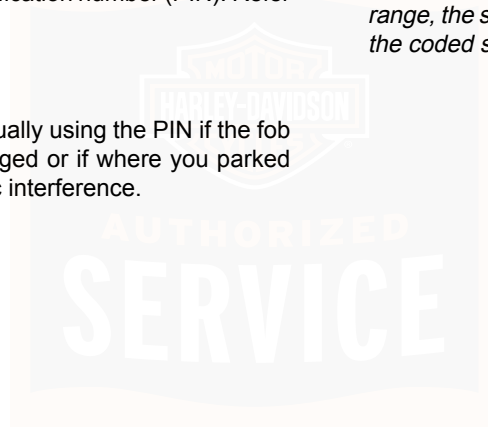 ication number (PIN). Refer
ually using the PIN if the fob
ged or if where you parked
interference.
range, the s
the coded s
MOTOR
HARLEY-DAVIDSON
AUTHORIZED
SERVICE